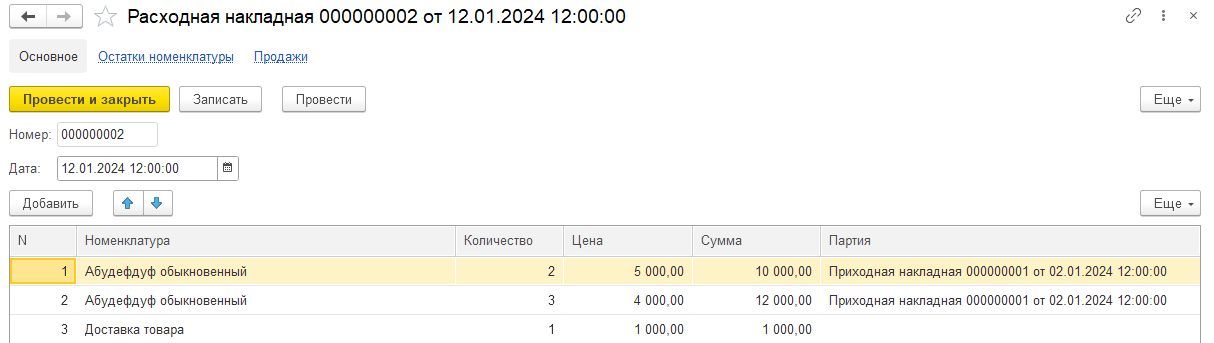 Расходная накладная 000000002 от 12.01.2024 12:00:00
Основное Остатки номенклатуры Продажи
Провести и закрыть Записать Провести Еще
Номер: 000000002
Дата: 12.01.2024 12:00:00
Добавить Еще
N Номенклатура Количество Цена Сумма Партия
1 Абудефдуф обыкновенный 2 5 000,00 10 000,00 Приходная накладная 000000001 от 02.01.2024 12:00:00
2 Абудефдуф обыкновенный 3 4 000,00 12 000,00 Приходная накладная 000000001 от 02.01.2024 12:00:00
3 Доставка товара 1 1 000,00 1 000,00